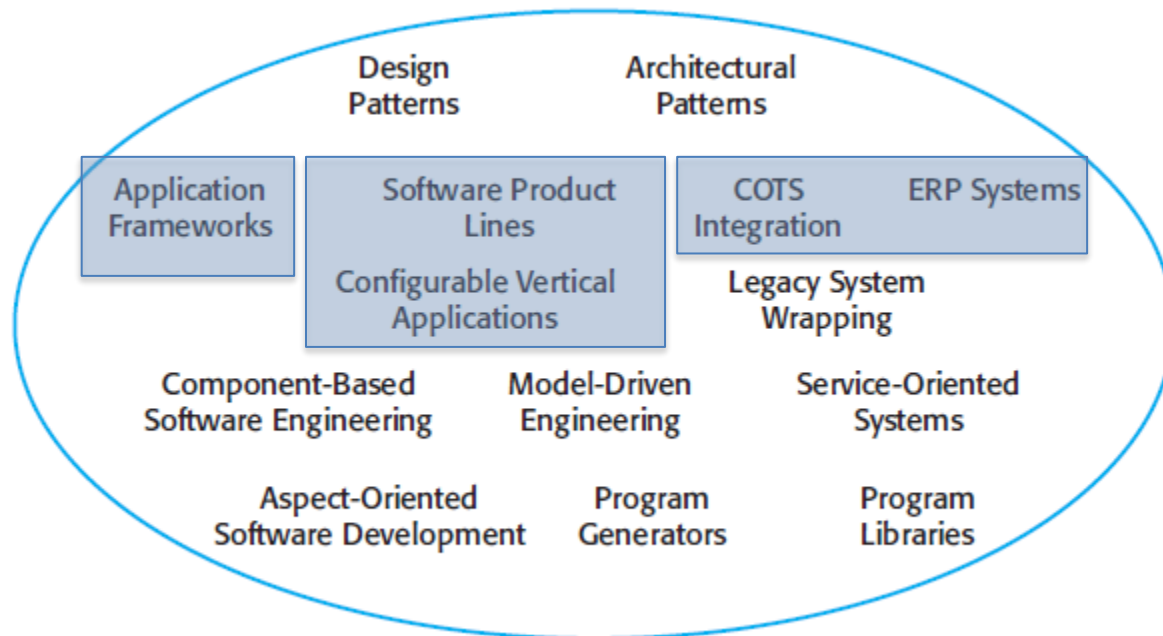 Design
Patterns
Architectural
Patterns
Application
Frameworks
Software Product
Lines
COTS
Integration
ERP Systems
Configurable Vertical
Applications
Legacy System
Wrapping
Component-Based
Software Engineering
Model-Driven
Engineering
Service-Oriented
Systems
Aspect-Oriented
Software Development
Program
Generators
Program
Libraries